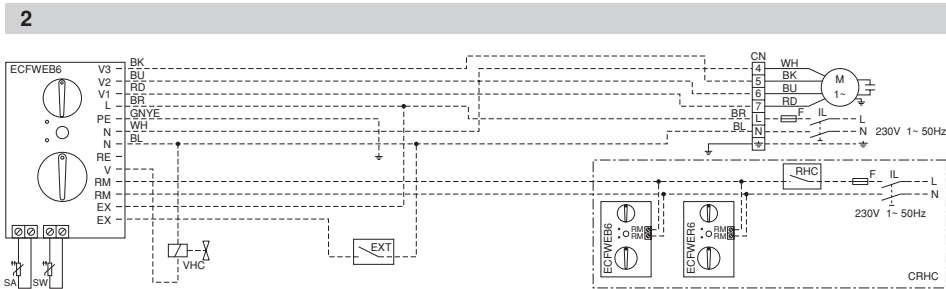 2
ECFWEB6
V3 BK
V2 BU
V1 RD
L BR
PE GNYE
N WH
N BL
RE
V
RM
RM
EX
EX
SA SW
VHC
EXT
CN
4 WH
5 BK
6 BU
7 RD
BR L F IL L
BL N N 230V 1~ 50Hz
M
1~
RHC F IL L
N
230V 1~ 50Hz
ECFWEB6
RM
RM
ECFWER6
RM
RM
CRHC